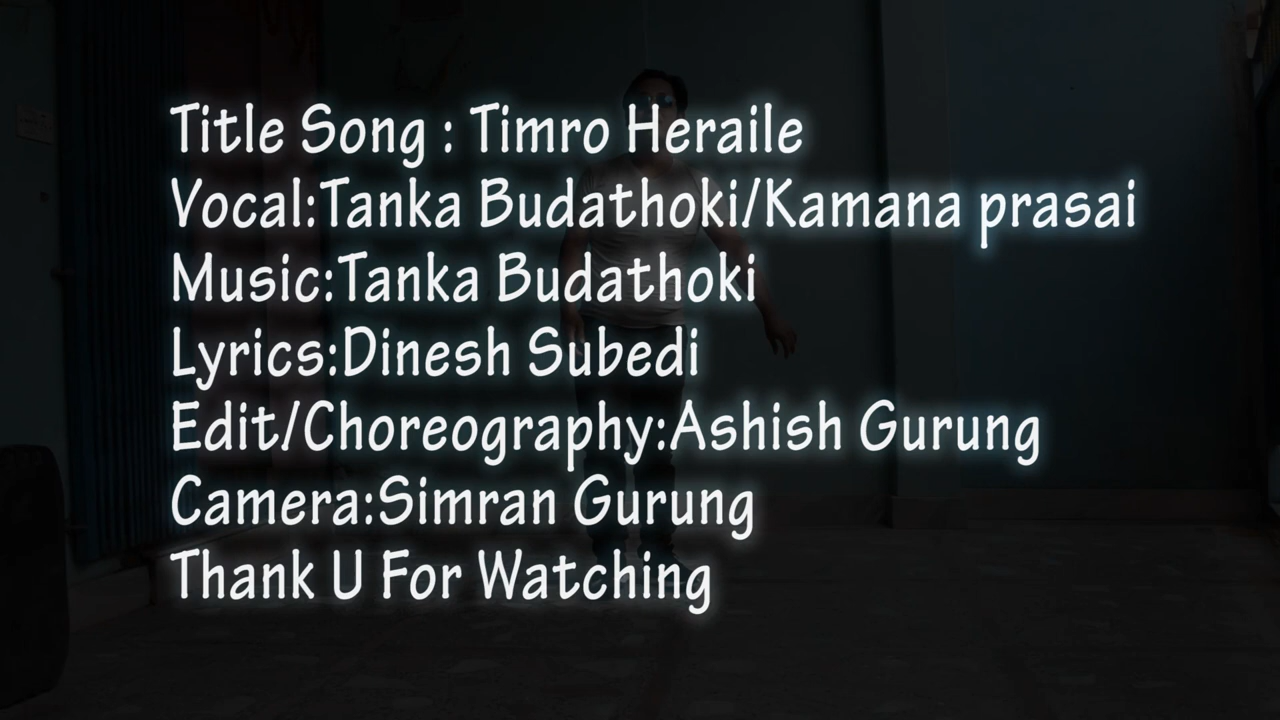 Title Song : Timro Heraile
Vocal:Tanka Budathoki/Kamana prasai
Music:Tanka Budathoki
Lyrics:Dinesh Subedi
Edit/Choreography:Ashish Gurung
Camera:Simran Gurung
Thank U For Watching